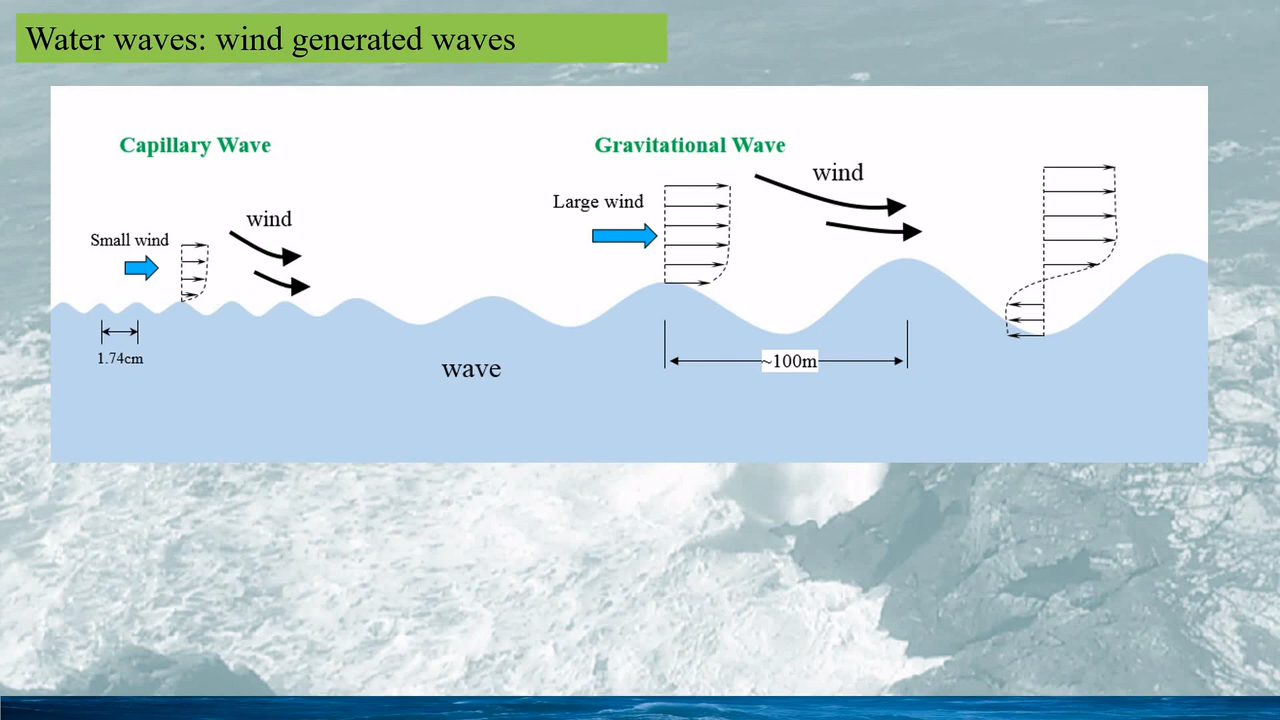 Water waves: wind generated waves
Capillary Wave
Gravitational Wave
wind
Large wind
wind
Small wind
1.74cm
~100m
wave